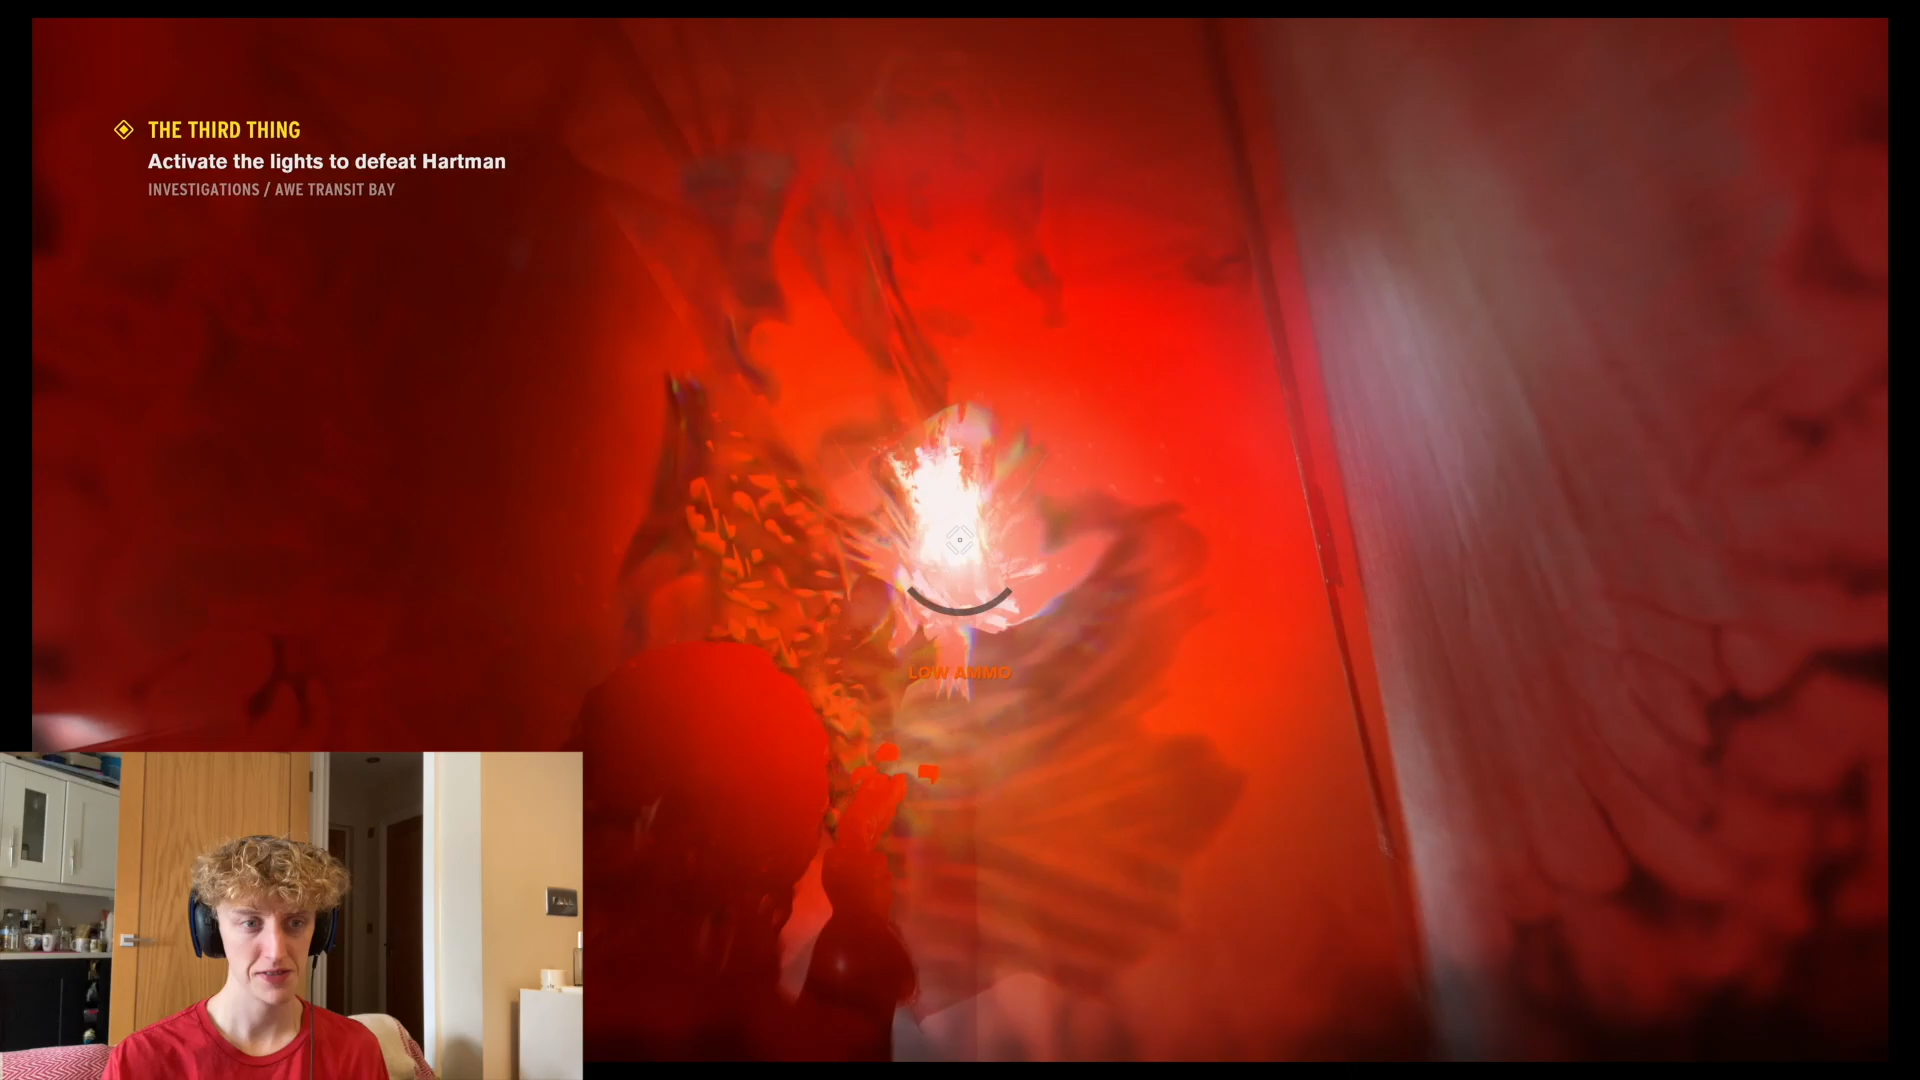 THE THIRD THING
Activate the lights to defeat Hartman
INVESTIGATIONS / AWE TRANSIT BAY
LOW AMMO